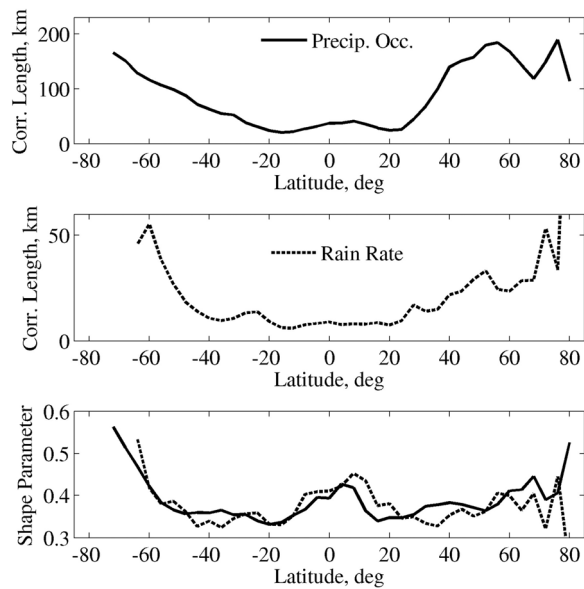 Corr. Length, km
200
100
0
Precip. Occ.
-80 -60 -40 -20 0 20 40 60 80
Latitude, deg
Corr. Length, km
50
0
Rain Rate
-80 -60 -40 -20 0 20 40 60 80
Latitude, deg
Shape Parameter
0.6
0.5
0.4
0.3
-80 -60 -40 -20 0 20 40 60 80
Latitude, deg